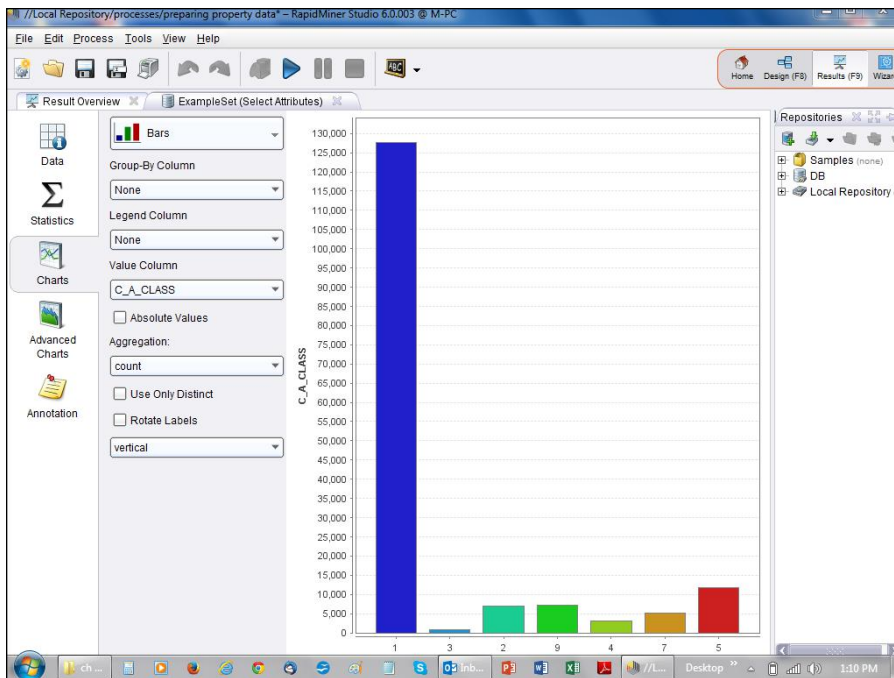 //Local Repository/processes/preparing property data* – RapidMiner Studio 6.0.003 @ M-PC
File Edit Process Tools View Help
ABC
Home Design (F8) Results (F9) Wizar
Result Overview ExampleSet (Select Attributes)
Repositories
Data
Statistics
Charts
Advanced
Charts
Annotation
Bars
Group-By Column
None
Legend Column
None
Value Column
C_A_CLASS
Absolute Values
Aggregation:
count
Use Only Distinct
Rotate Labels
vertical
C_A_CLASS
130,000
125,000
120,000
115,000
110,000
105,000
100,000
95,000
90,000
85,000
80,000
75,000
70,000
65,000
60,000
55,000
50,000
45,000
40,000
35,000
30,000
25,000
20,000
15,000
10,000
5,000
0
1 3 2 9 4 7 5
Samples (none)
DB
Local Repository
ch ... Inb... //L... Desktop » 1:10 PM